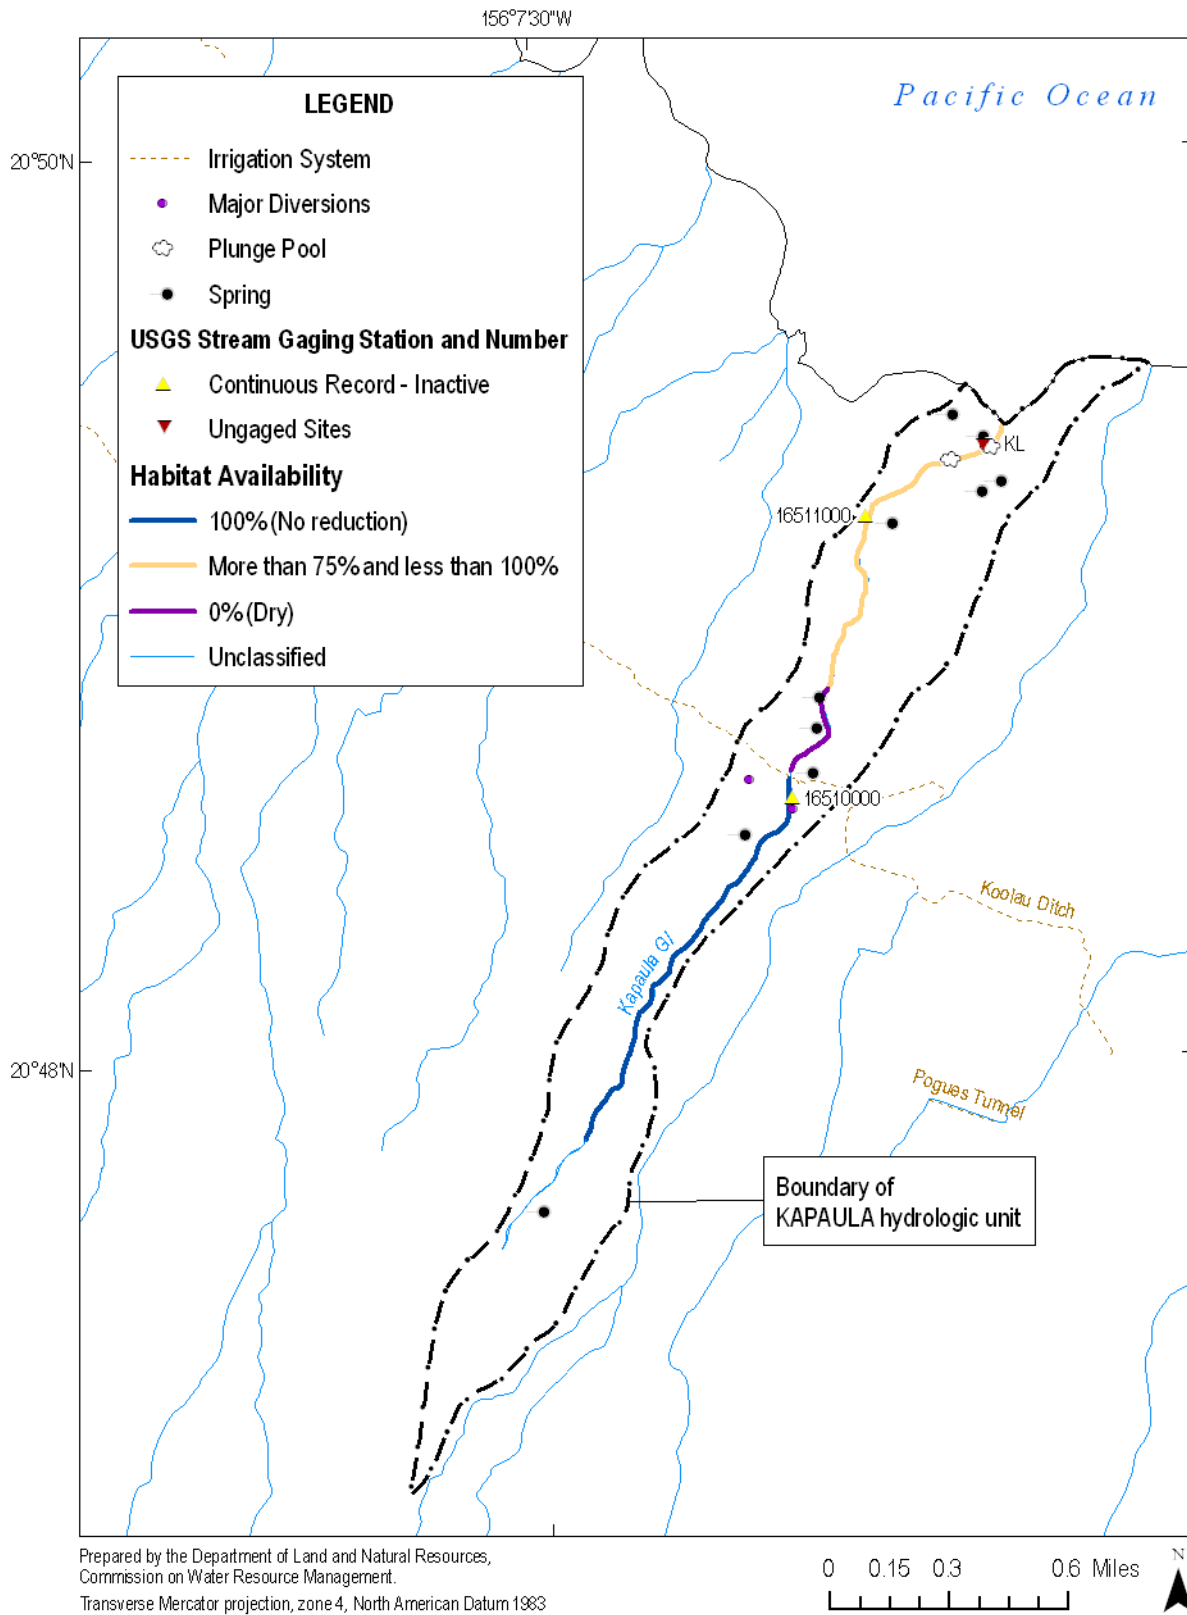 156°7'30"W
Pacific Ocean
20°50'N
LEGEND
Irrigation System
Major Diversions
Plunge Pool
Spring
USGS Stream Gaging Station and Number
Continuous Record - Inactive
Ungaged Sites
Habitat Availability
100% (No reduction)
More than 75% and less than 100%
0% (Dry)
Unclassified
KL
16511000
16510000
Koolau Ditch
Kapaula Gl
20°48'N
Pogues Tunnel
Boundary of
KAPAULA hydrologic unit
Prepared by the Department of Land and Natural Resources,
Commission on Water Resource Management.
Transverse Mercator projection, zone 4, North American Datum 1983
0 0.15 0.3 0.6 Miles
N